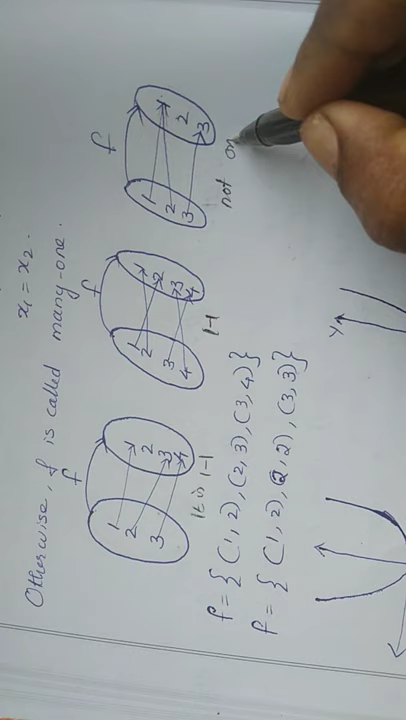 x₁ = x₂.
Otherwise, f is called many-one.
f
1 2 3
1 2 3 4
It is 1-1
f
1 2 3 4
1 2 3 4
1-1
f
1 2 3
1 2 3
not on
f = { (1, 2), (2, 3), (3, 4) }
f = { (1, 2), (2, 2), (3, 3) }
Y